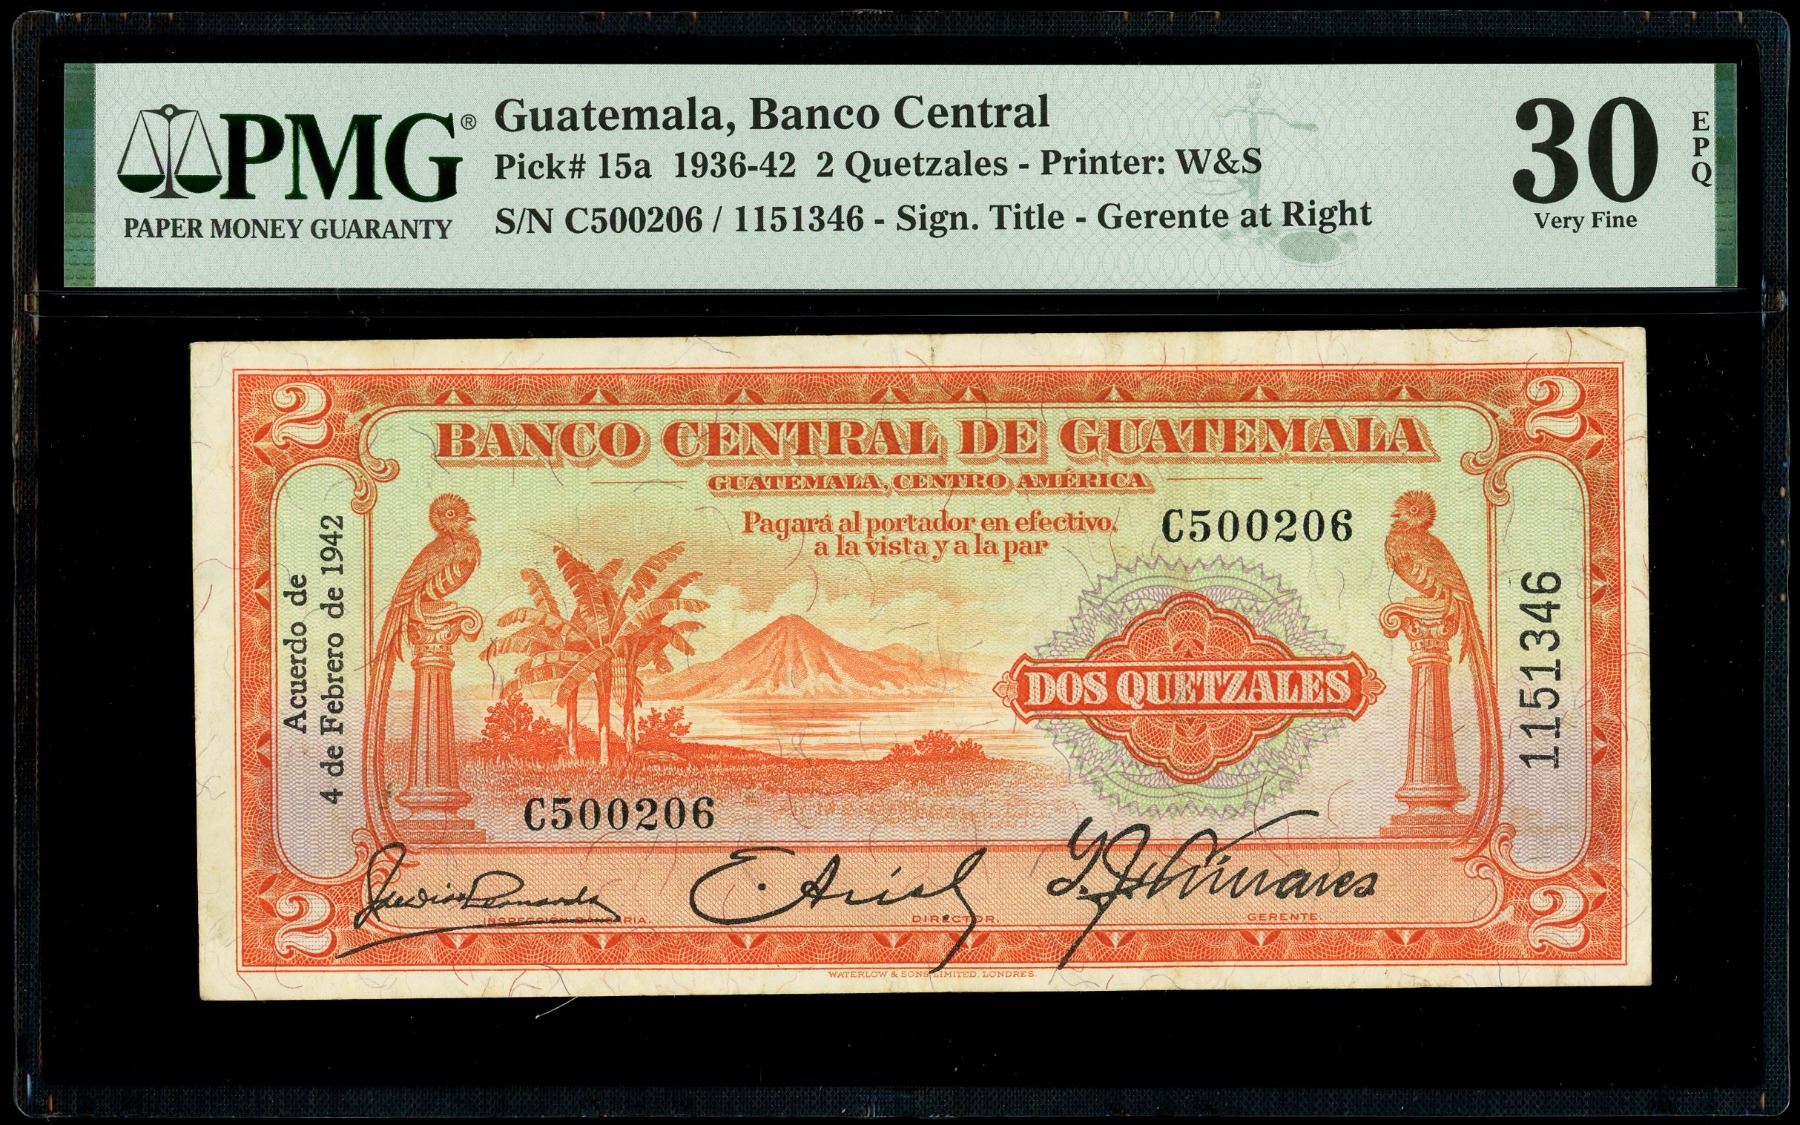 PMG®
PAPER MONEY GUARANTY
Guatemala, Banco Central
Pick# 15a 1936-42 2 Quetzales - Printer: W&S
S/N C500206 / 1151346 - Sign. Title - Gerente at Right
30
Very Fine
EPQ
2
2
BANCO CENTRAL DE GUATEMALA
GUATEMALA, CENTRO AMÉRICA
Pagará al portador en efectivo,
a la vista y a la par
C500206
Acuerdo de
4 de Febrero de 1942
DOS QUETZALES
1151346
C500206
INSPECCION BANCARIA.
DIRECTOR.
GERENTE.
2
2
WATERLOW & SONS LIMITED. LONDRES.